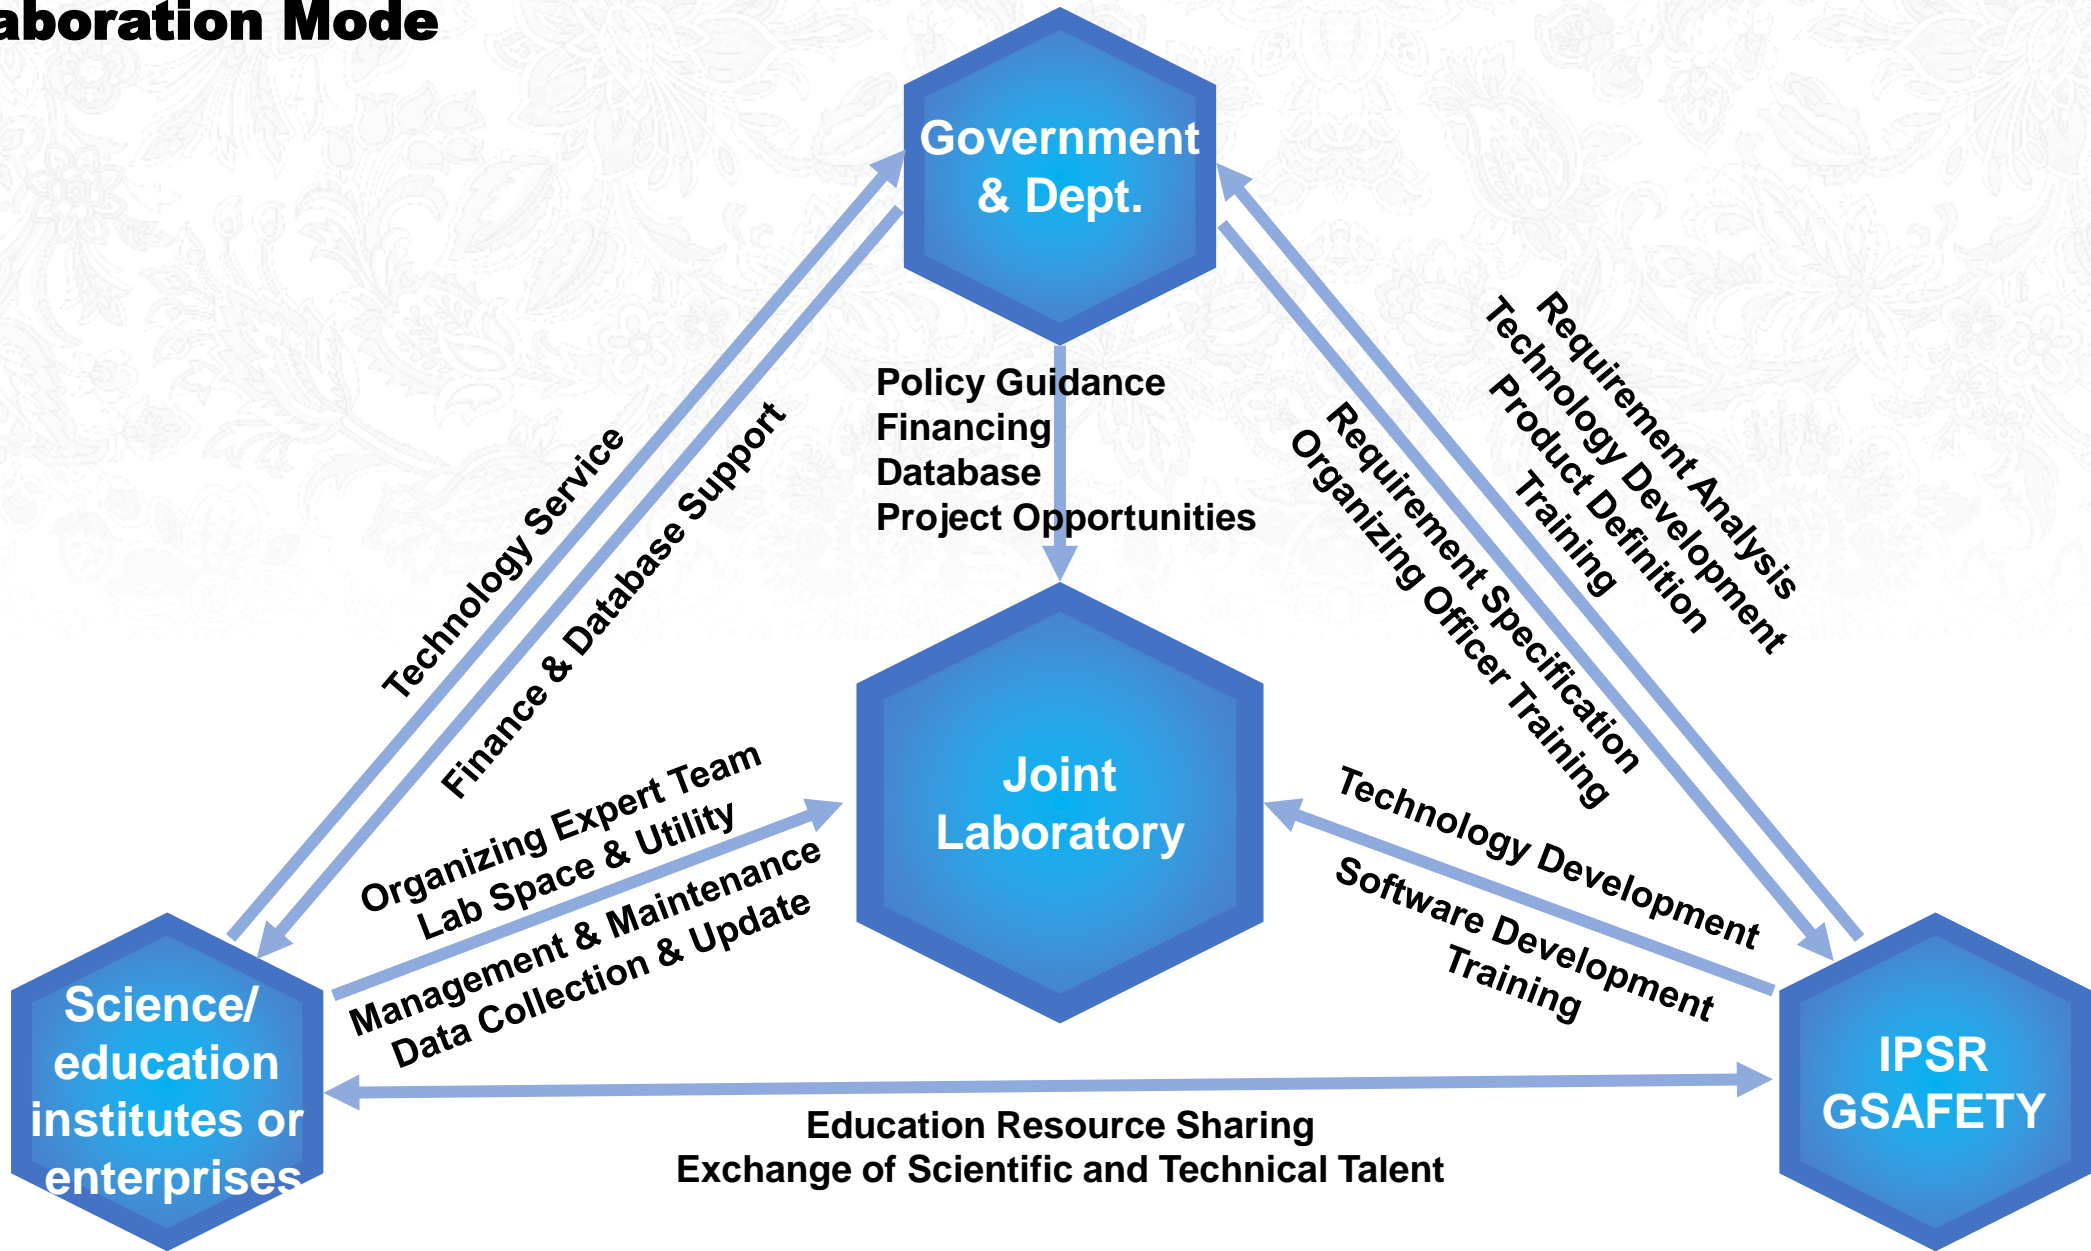 aboration Mode
Government
& Dept.
Policy Guidance
Financing
Database
Project Opportunities
Technology Service
Finance & Database Support
Requirement Analysis
Technology Development
Product Definition
Training
Requirement Specification
Organizing Officer Training
Joint
Laboratory
Organizing Expert Team
Lab Space & Utility
Management & Maintenance
Data Collection & Update
Technology Development
Software Development
Training
Science/
education
institutes or
enterprises
IPSR
GSAFETY
Education Resource Sharing
Exchange of Scientific and Technical Talent